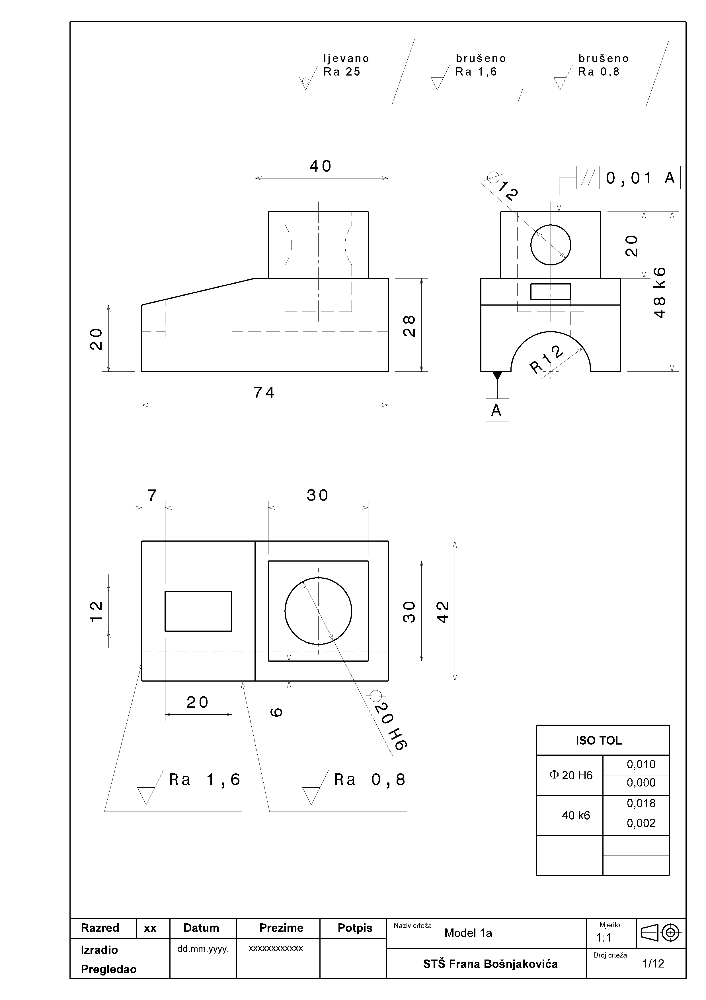 ljevano
Ra 25
brušeno
Ra 1,6
brušeno
Ra 0,8
40
⌀12
// 0,01 A
20
28
20
48 k6
R12
74
A
7
30
12
30
42
20
6
⌀20 H6
Ra 1,6
Ra 0,8
ISO TOL
Φ 20 H6
0,010
0,000
40 k6
0,018
0,002
Razred xx Datum Prezime Potpis
Izradio dd.mm.yyyy. xxxxxxxxxxxx
Pregledao
Naziv crteža
Model 1a
Mjerilo
1:1
STŠ Frana Bošnjakovića
Broj crteža
1/12